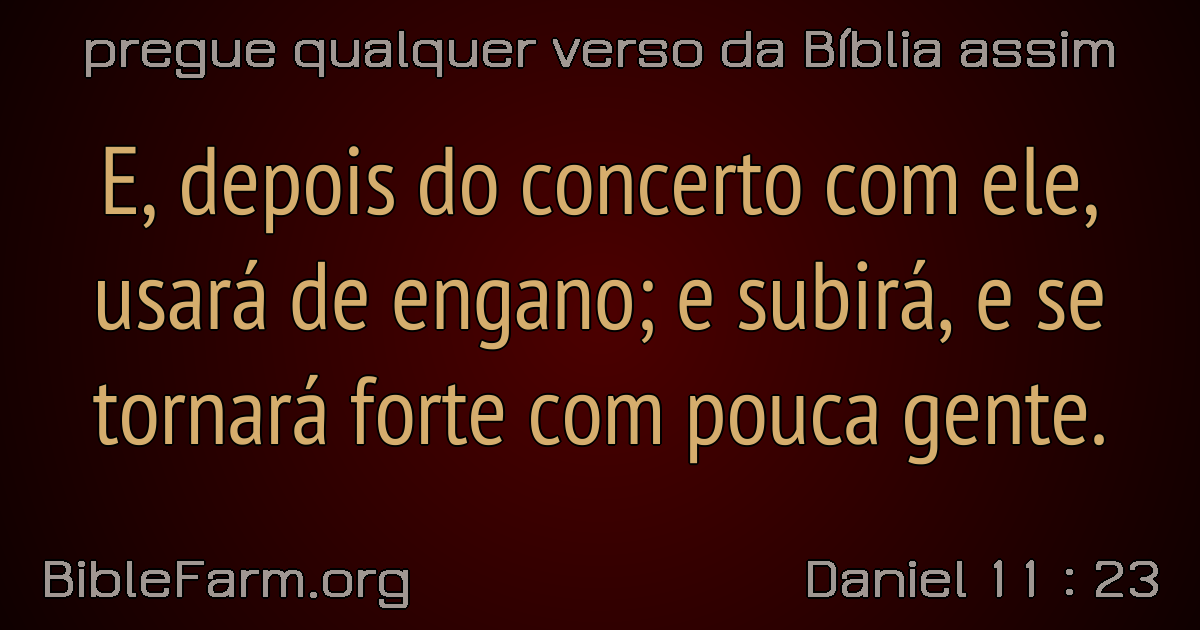 pregue qualquer verso da Bíblia assim
E, depois do concerto com ele,
usará de engano; e subirá, e se
tornará forte com pouca gente.
BibleFarm.org
Daniel 11 : 23